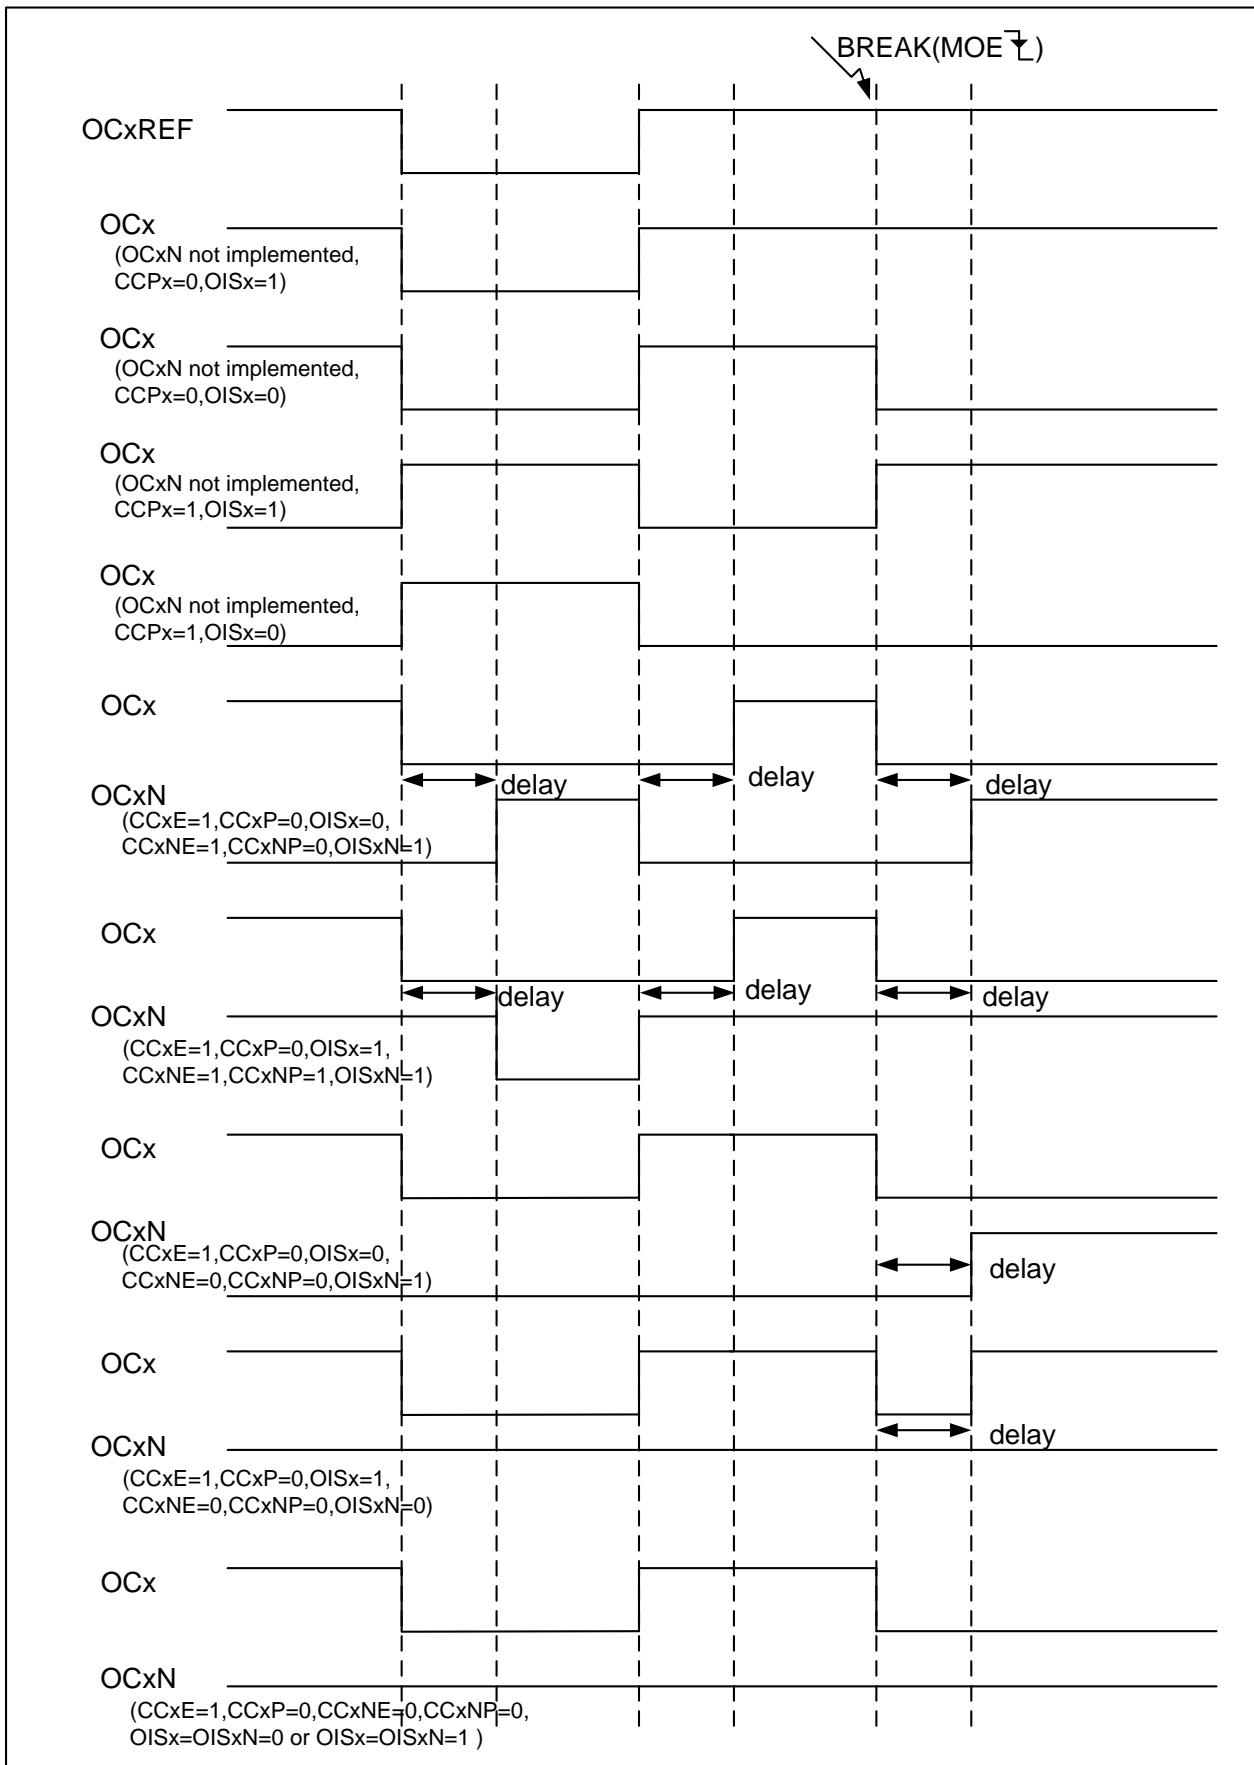 BREAK(MOE )
OCxREF
OCx
(OCxN not implemented,
CCPx=0,OISx=1)
OCx
(OCxN not implemented,
CCPx=0,OISx=0)
OCx
(OCxN not implemented,
CCPx=1,OISx=1)
OCx
(OCxN not implemented,
CCPx=1,OISx=0)
OCx
delay
delay
delay
OCxN
(CCxE=1,CCxP=0,OISx=0,
CCxNE=1,CCxNP=0,OISxN=1)
OCx
delay
delay
delay
OCxN
(CCxE=1,CCxP=0,OISx=1,
CCxNE=1,CCxNP=1,OISxN=1)
OCx
OCxN
(CCxE=1,CCxP=0,OISx=0,
CCxNE=0,CCxNP=0,OISxN=1)
delay
OCx
delay
OCxN
(CCxE=1,CCxP=0,OISx=1,
CCxNE=0,CCxNP=0,OISxN=0)
OCx
OCxN
(CCxE=1,CCxP=0,CCxNE=0,CCxNP=0,
OISx=OISxN=0 or OISx=OISxN=1 )